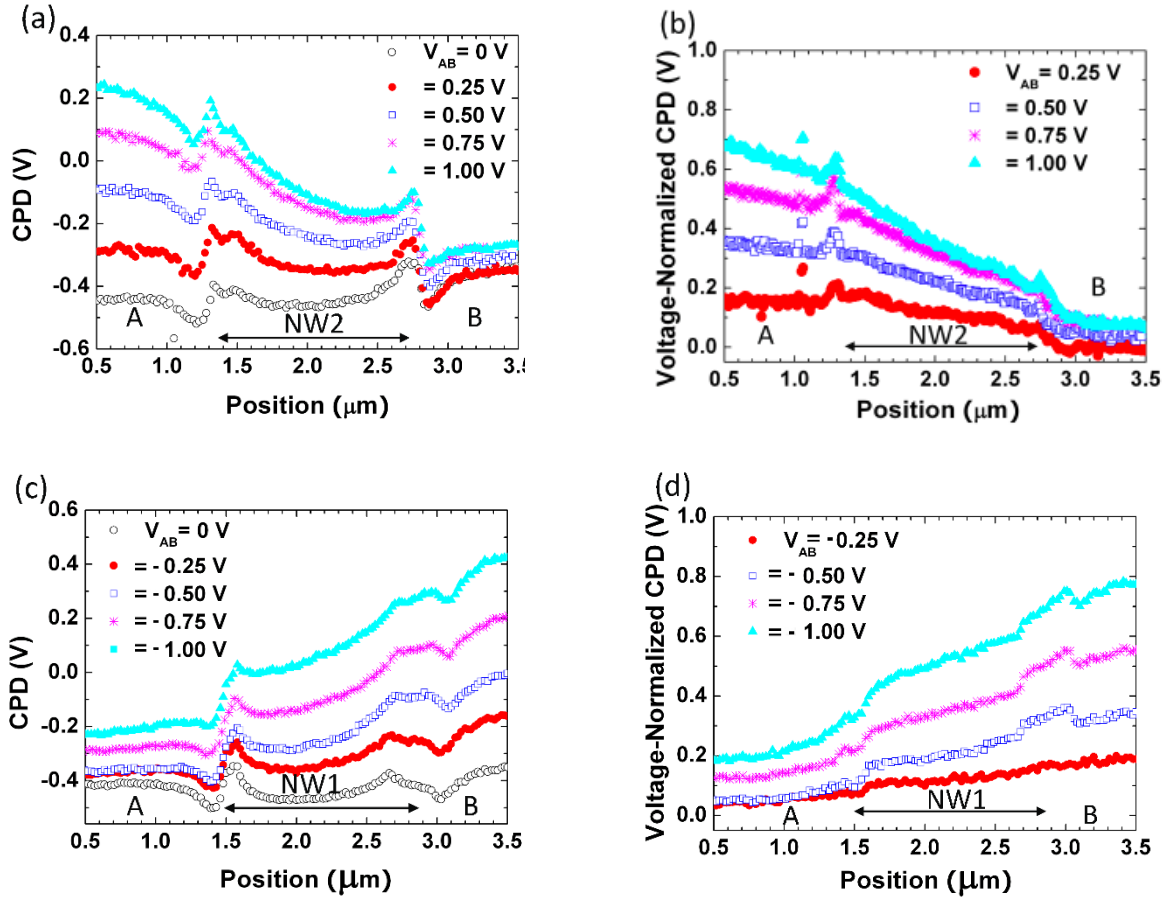 (a)
CPD (V)
0.4
0.2
0.0
-0.2
-0.4
-0.6
V_AB = 0 V
= 0.25 V
= 0.50 V
= 0.75 V
= 1.00 V
A
NW2
B
0.5 1.0 1.5 2.0 2.5 3.0 3.5
Position (μm)
(b)
Voltage-Normalized CPD (V)
1.0
0.8
0.6
0.4
0.2
0.0
V_AB = 0.25 V
= 0.50 V
= 0.75 V
= 1.00 V
A
NW2
B
0.5 1.0 1.5 2.0 2.5 3.0 3.5
Position (μm)
(c)
CPD (V)
0.6
0.4
0.2
0.0
-0.2
-0.4
V_AB = 0 V
= - 0.25 V
= - 0.50 V
= - 0.75 V
= - 1.00 V
A
NW1
B
0.5 1.0 1.5 2.0 2.5 3.0 3.5
Position (μm)
(d)
Voltage-Normalized CPD (V)
1.0
0.8
0.6
0.4
0.2
0.0
V_AB = -0.25 V
= - 0.50 V
= - 0.75 V
= - 1.00 V
A
NW1
B
0.5 1.0 1.5 2.0 2.5 3.0 3.5
Position (μm)